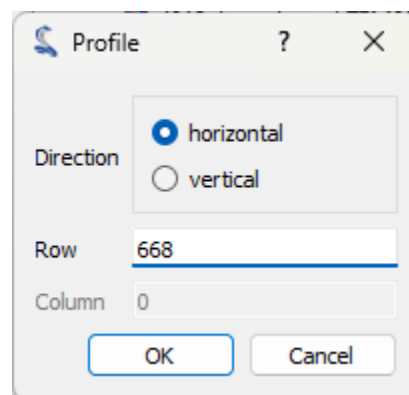 Profile ?
Direction
horizontal
vertical
Row 668
Column 0
OK Cancel